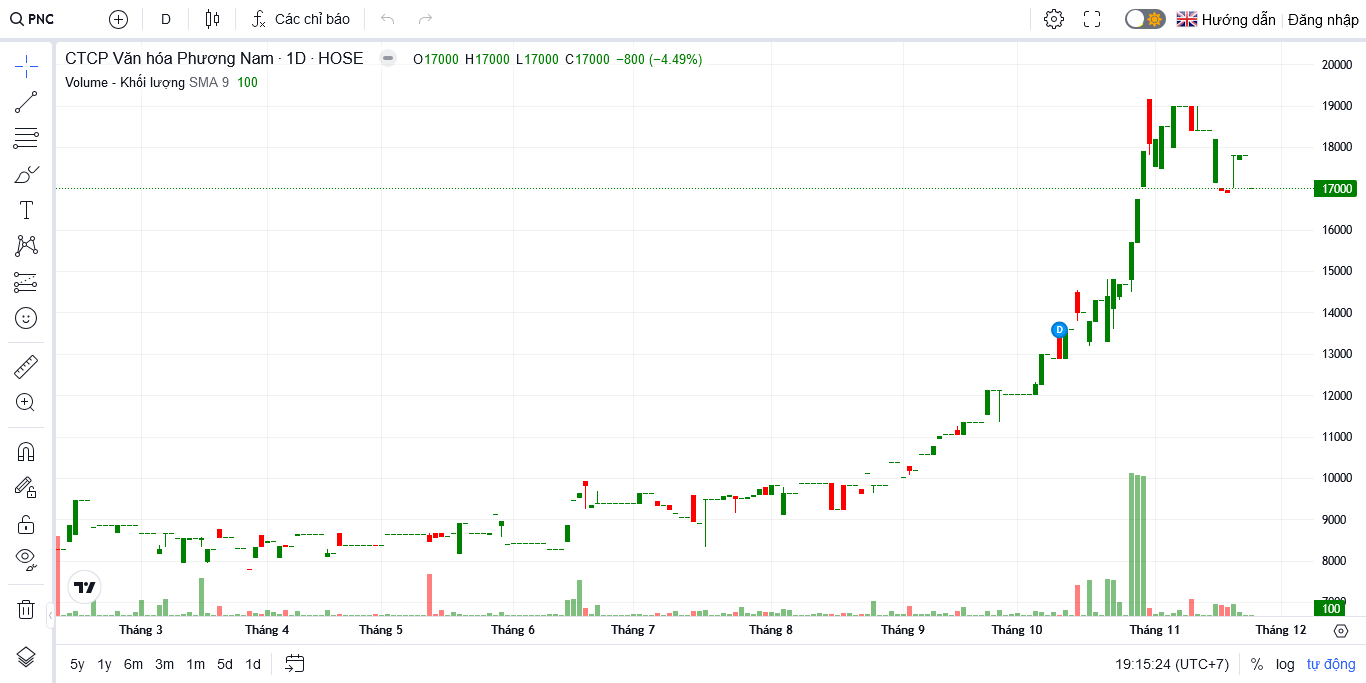 PNC D Các chỉ báo Hướng dẫn Đăng nhập
CTCP Văn hóa Phương Nam · 1D · HOSE O17000 H17000 L17000 C17000 −800 (−4.49%)
Volume - Khối lượng SMA 9 100
20000
19000
18000
17000
16000
15000
14000
D
13000
12000
11000
10000
9000
8000
7000
100
Tháng 3 Tháng 4 Tháng 5 Tháng 6 Tháng 7 Tháng 8 Tháng 9 Tháng 10 Tháng 11 Tháng 12
5y 1y 6m 3m 1m 5d 1d 19:15:24 (UTC+7) % log tự động